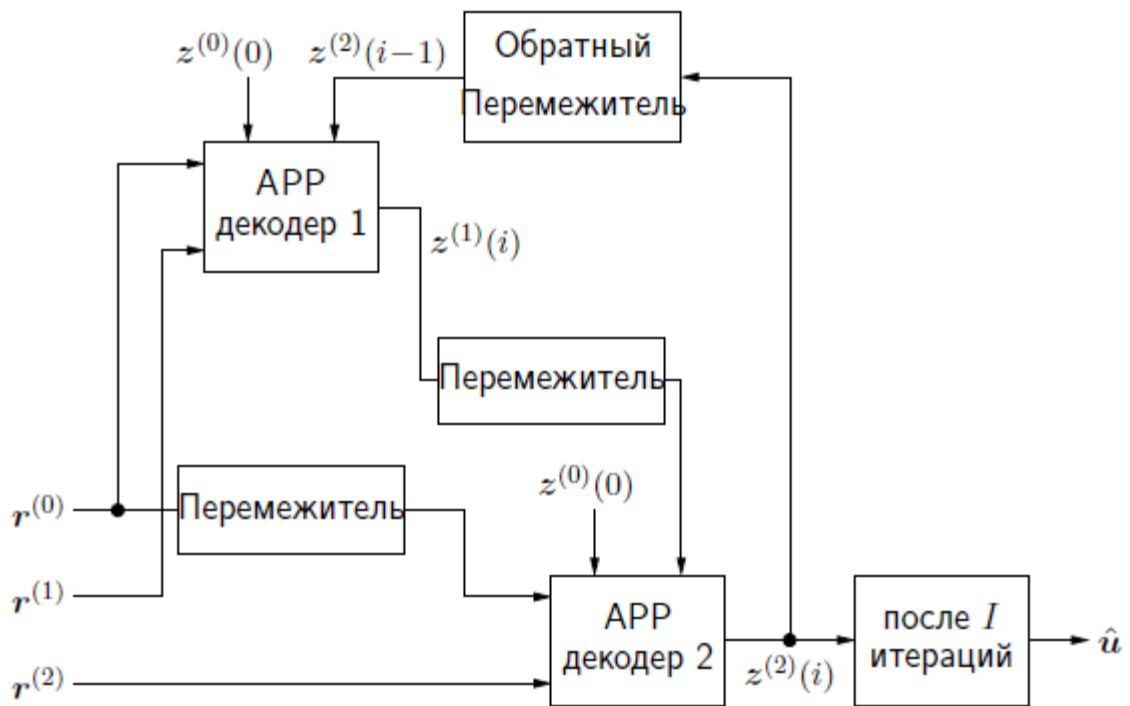 z⁽⁰⁾(0)
z⁽²⁾(i−1)
Обратный
Перемежитель
APP
декодер 1
z⁽¹⁾(i)
Перемежитель
r⁽⁰⁾
Перемежитель
z⁽⁰⁾(0)
r⁽¹⁾
APP
декодер 2
после I
итераций
û
z⁽²⁾(i)
r⁽²⁾